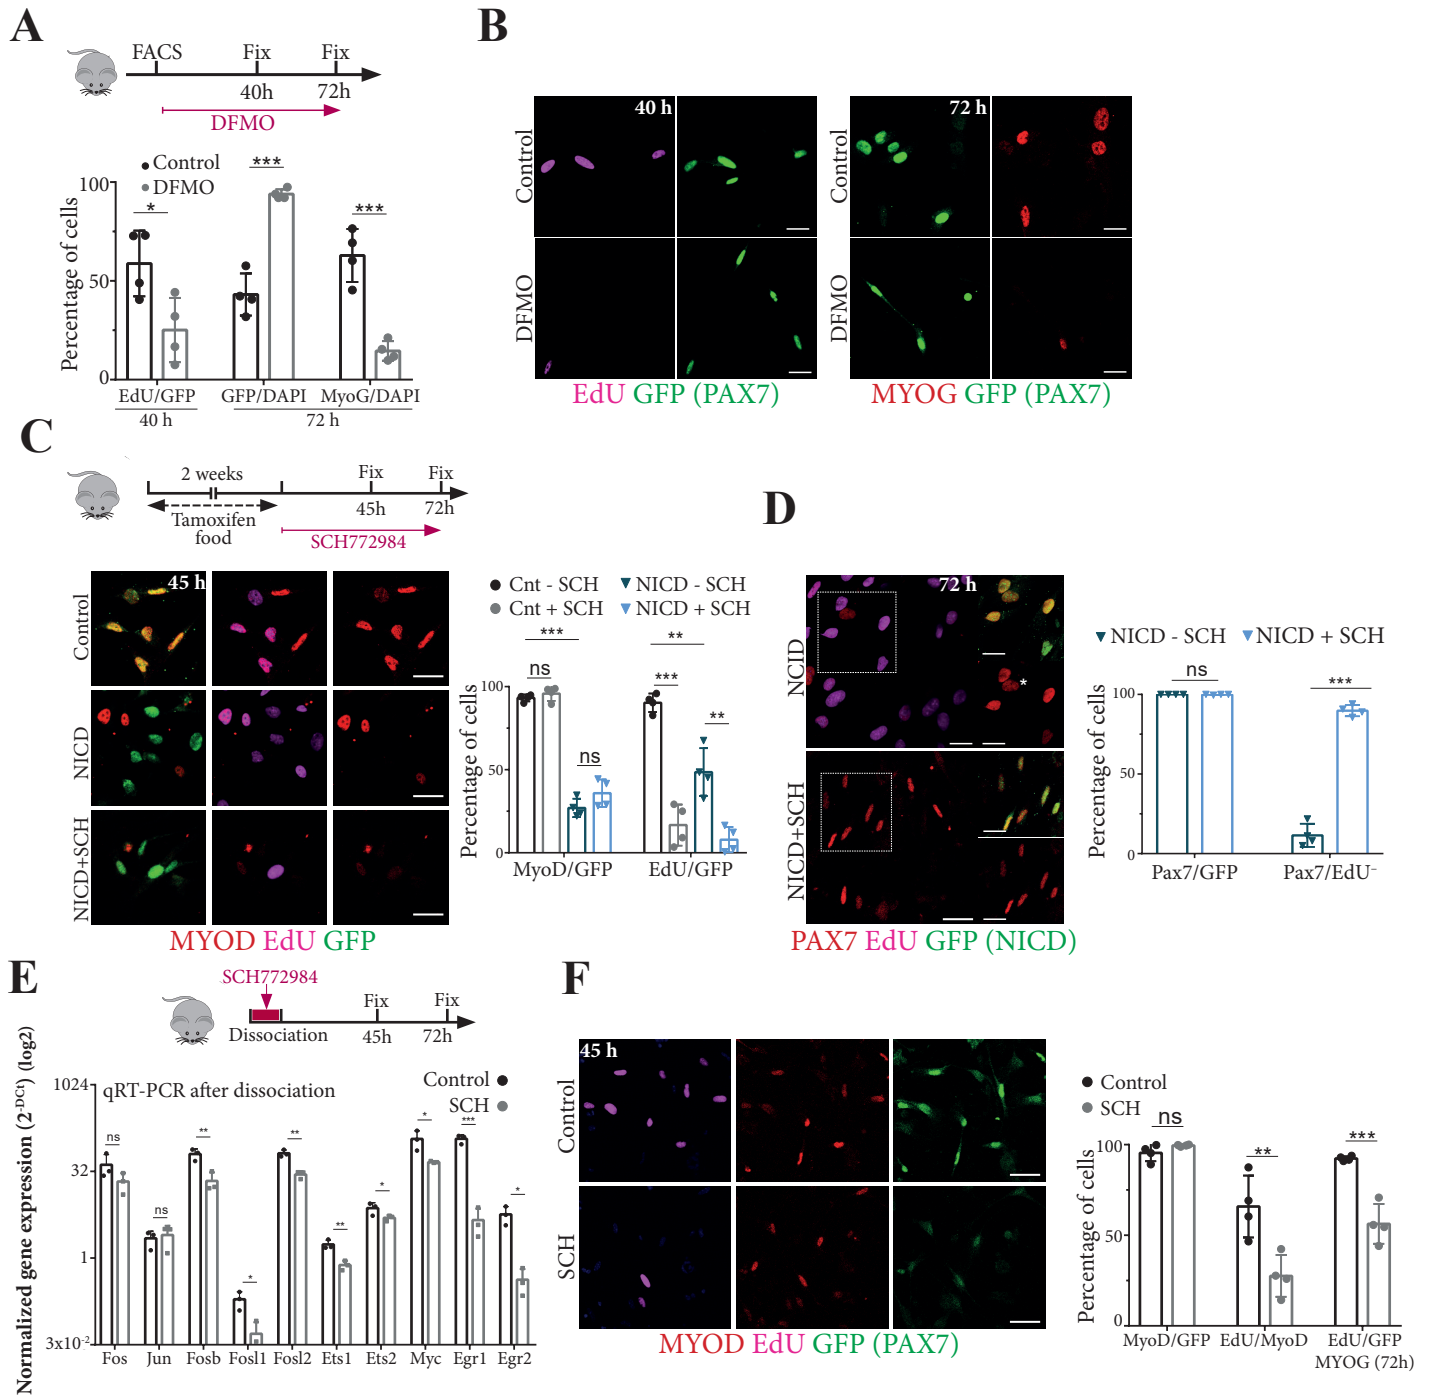 A
FACS Fix Fix
40h 72h
DFMO
Control
DFMO
Percentage of cells
100
50
0
* *** ***
EdU/GFP GFP/DAPI MyoG/DAPI
40 h 72 h
B
40 h 72 h
Control Control
DFMO DFMO
EdU GFP (PAX7) MYOG GFP (PAX7)
C
2 weeks Fix Fix
45h 72h
Tamoxifen
food
SCH772984
45 h
Control
NICD
NICD+SCH
MYOD EdU GFP
Cnt - SCH NICD - SCH
Cnt + SCH NICD + SCH
*** **
ns *** **
ns
Percentage of cells
100
50
0
MyoD/GFP EdU/GFP
D
72 h
NCID
*
NICD+SCH
PAX7 EdU GFP (NICD)
NICD - SCH NICD + SCH
ns ***
Percentage of cells
100
50
0
Pax7/GFP Pax7/EdU⁻
E
SCH772984
Fix Fix
Dissociation 45h 72h
Normalized gene expression (2^-DCt) (log2)
qRT-PCR after dissociation
Control
SCH
1024
32
1
3x10⁻²
ns ns ** * ** ** * * *** *
Fos Jun Fosb Fosl1 Fosl2 Ets1 Ets2 Myc Egr1 Egr2
F
45 h
Control
SCH
MYOD EdU GFP (PAX7)
Control
SCH
ns ** ***
Percentage of cells
100
50
0
MyoD/GFP EdU/MyoD EdU/GFP
MYOG (72h)